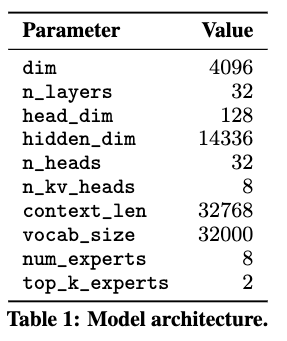 Parameter Value
dim 4096
n_layers 32
head_dim 128
hidden_dim 14336
n_heads 32
n_kv_heads 8
context_len 32768
vocab_size 32000
num_experts 8
top_k_experts 2
Table 1: Model architecture.